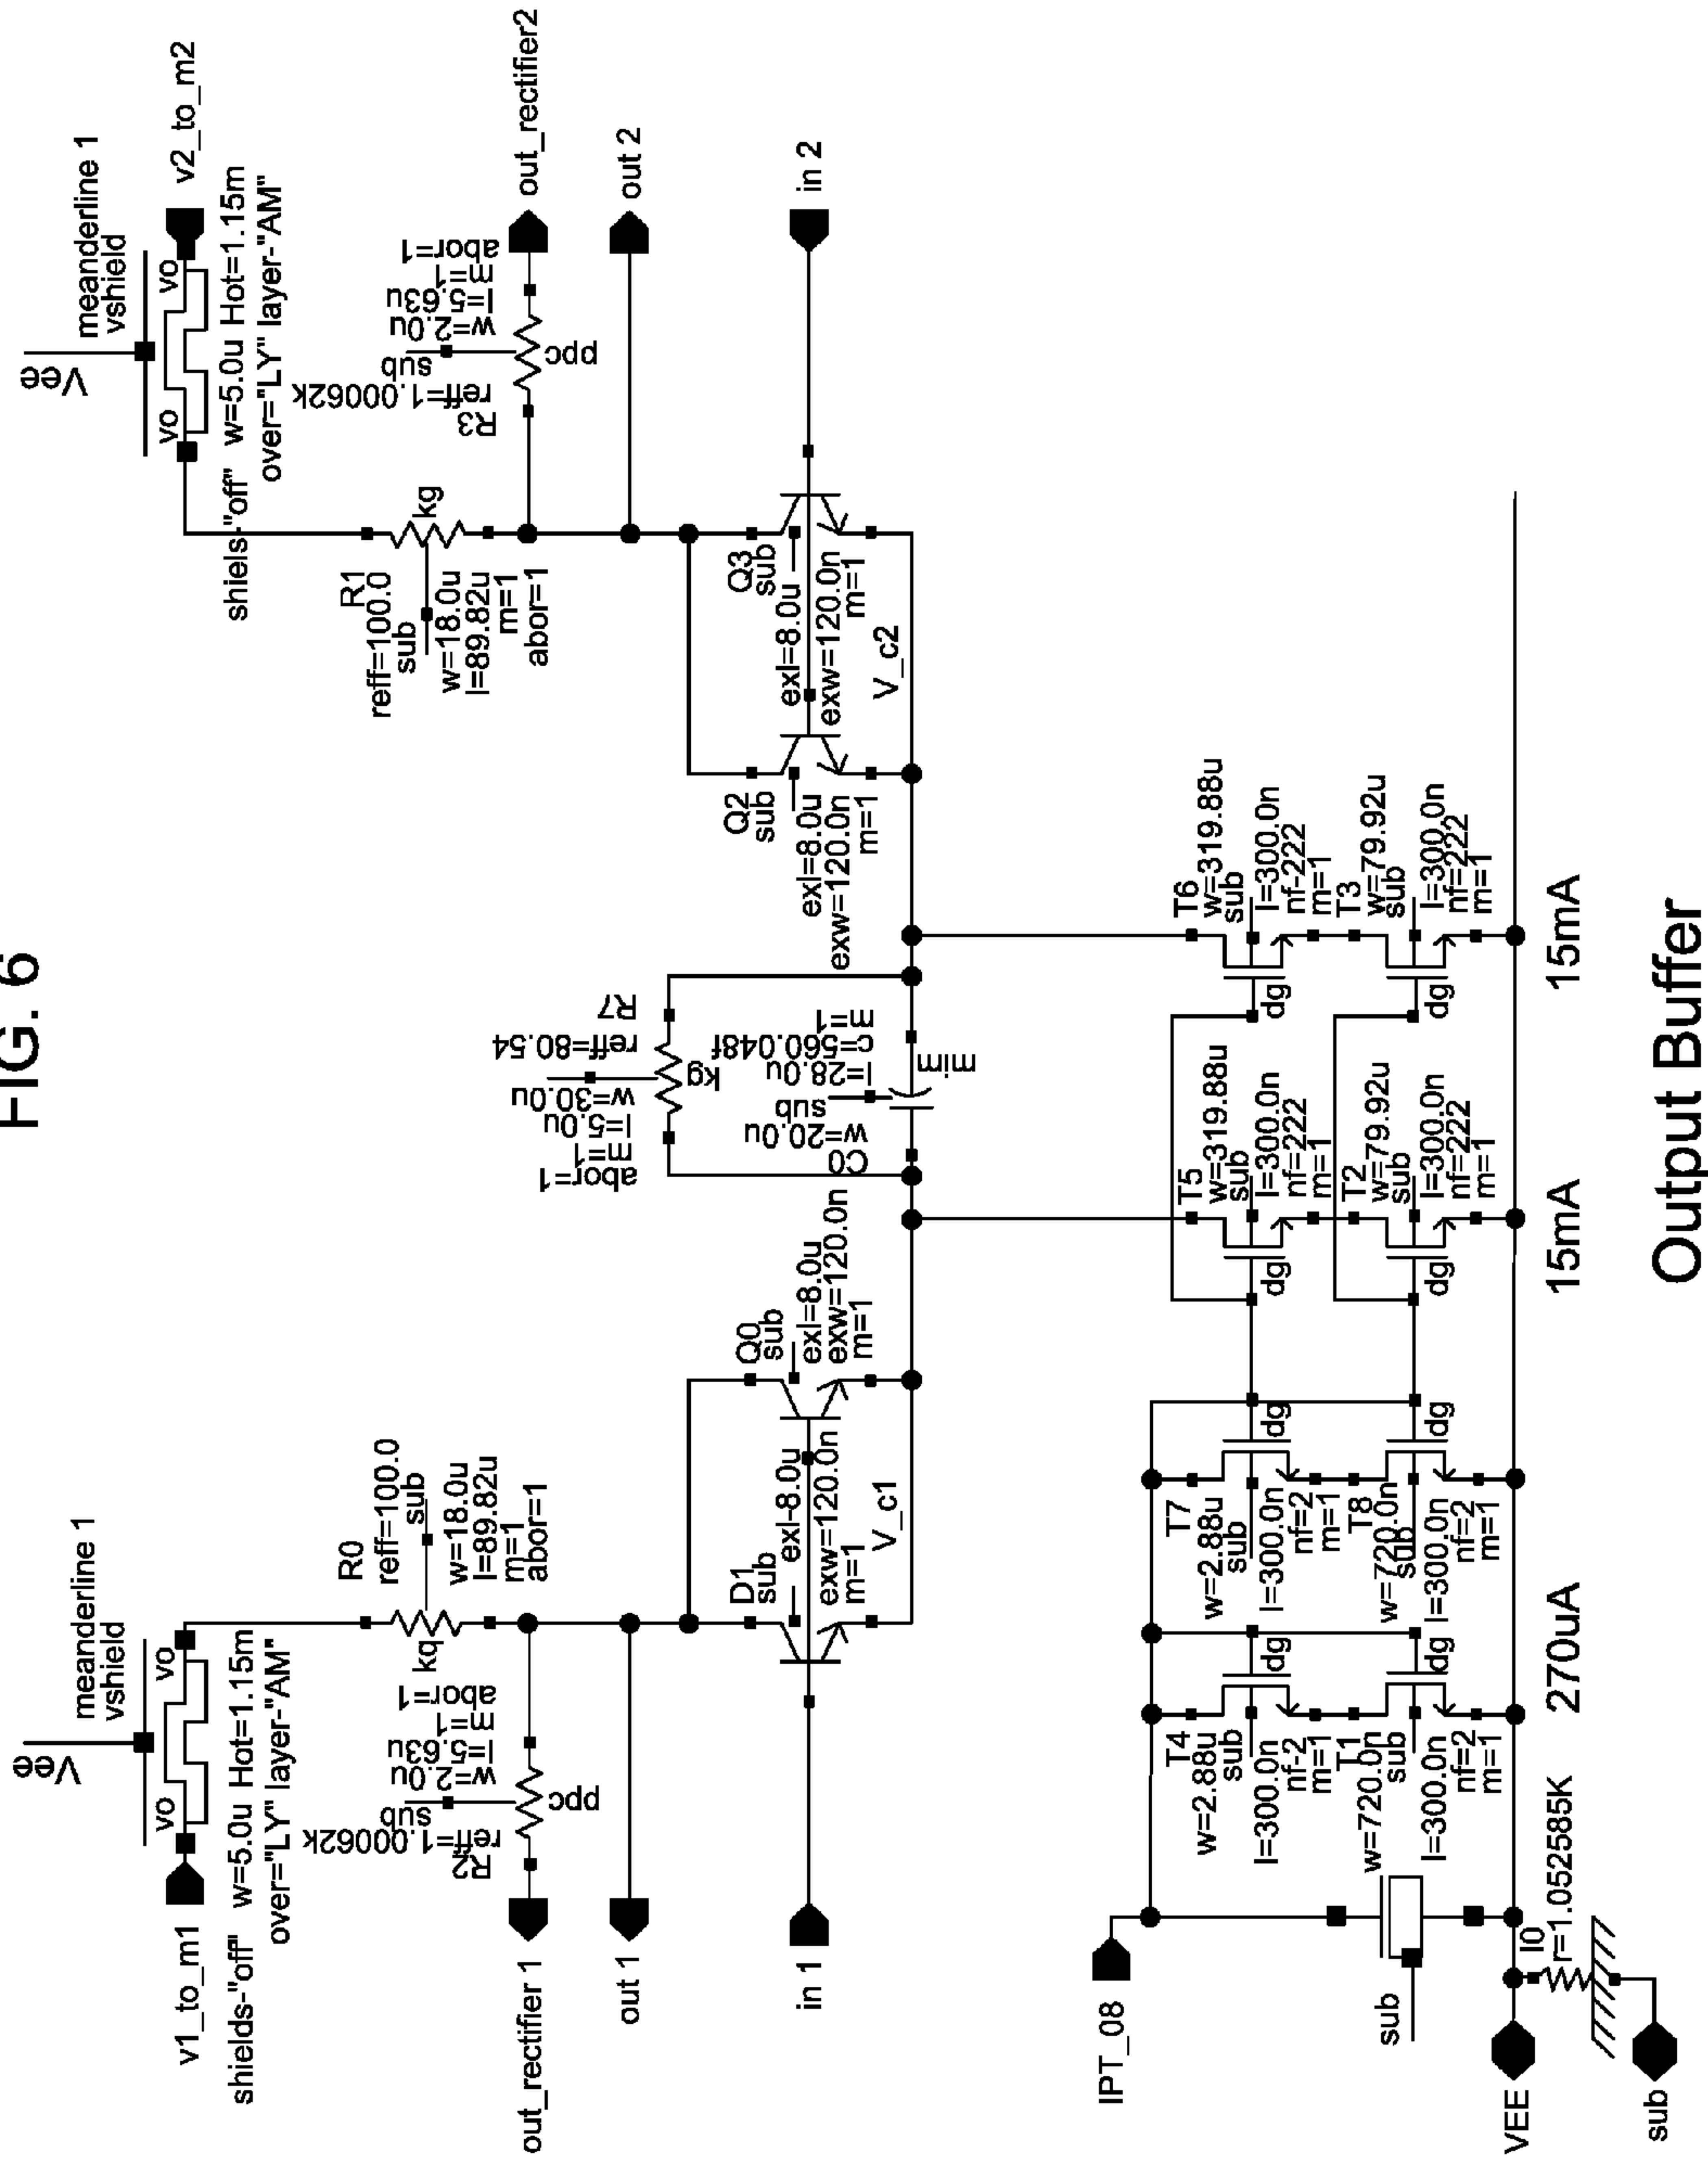 FIG. 6
Vee
meanderline 1
vshield
vo
vo
v1_to_m1
shields-"off" w=5.0u Hot=1.15m
over="LY" layer-"AM"
R0
reff=100.0
sub
w=18.0u
l=89.82u
m=1
abor=1
kq
out_rectifier 1
R2
reff=1.00062k
sub
w=2.0u
l=5.63u
m=1
abor=1
ppc
out 1
in 1
D1
sub
exl-8.0u
exw=120.0n
m=1
V_c1
Q0
sub
exl=8.0u
exw=120.0n
m=1
R7
reff=80.54
kg
w=30.0u
l=5.0u
m=1
abor=1
C0
w=20.0u
sub
l=28.0u
c=560.048f
m=1
mim
Vee
meanderline 1
vshield
vo
vo
v2_to_m2
shiels-"off" w=5.0u Hot=1.15m
over="LY" layer-"AM"
R1
reff=100.0
sub
w=18.0u
l=89.82u
m=1
abor=1
kg
R3
reff=1.00062k
sub
w=2.0u
l=5.63u
m=1
abor=1
ppc
out_rectifier2
out 2
in 2
Q2
sub
exl=8.0u
exw=120.0n
m=1
Q3
sub
exl=8.0u
exw=120.0n
m=1
V_c2
IPT_08
sub
T4
w=2.88u
sub
l=300.0n
nf-2
m=1
dg
T1
w=720.0n
sub
l=300.0n
nf=2
m=1
dg
T7
w=2.88u
sub
l=300.0n
nf=2
m=1
dg
T8
w=720.0n
sub
l=300.0n
nf=2
m=1
dg
T5
w=319.88u
sub
l=300.0n
nf=222
m=1
dg
T2
w=79.92u
sub
l=300.0n
nf=222
m=1
dg
T6
w=319.88u
sub
l=300.0n
nf-222
m=1
dg
T3
w=79.92u
sub
l=300.0n
nf=222
m=1
dg
VEE
I0
r=1.052585K
sub
270uA
15mA
15mA
Output Buffer